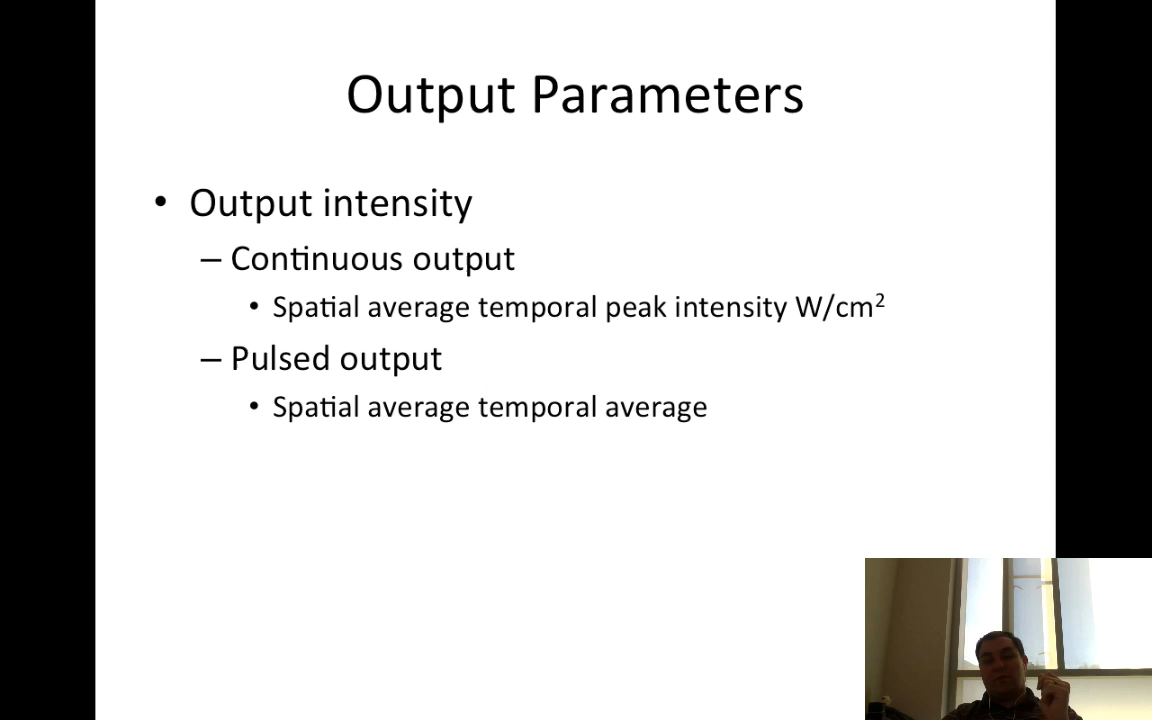 Output Parameters
• Output intensity
– Continuous output
• Spatial average temporal peak intensity W/cm²
– Pulsed output
• Spatial average temporal average